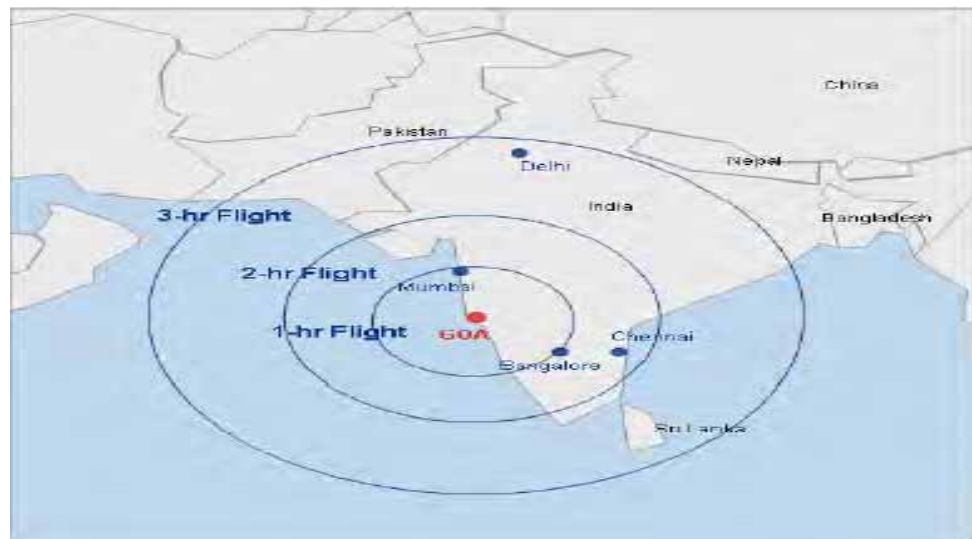 China
Pakistan
Nepal
Delhi
India
3-hr Flight
Bangladesh
2-hr Flight
Mumbai
1-hr Flight
GOA
Chennai
Bangalore
Sri Lanka